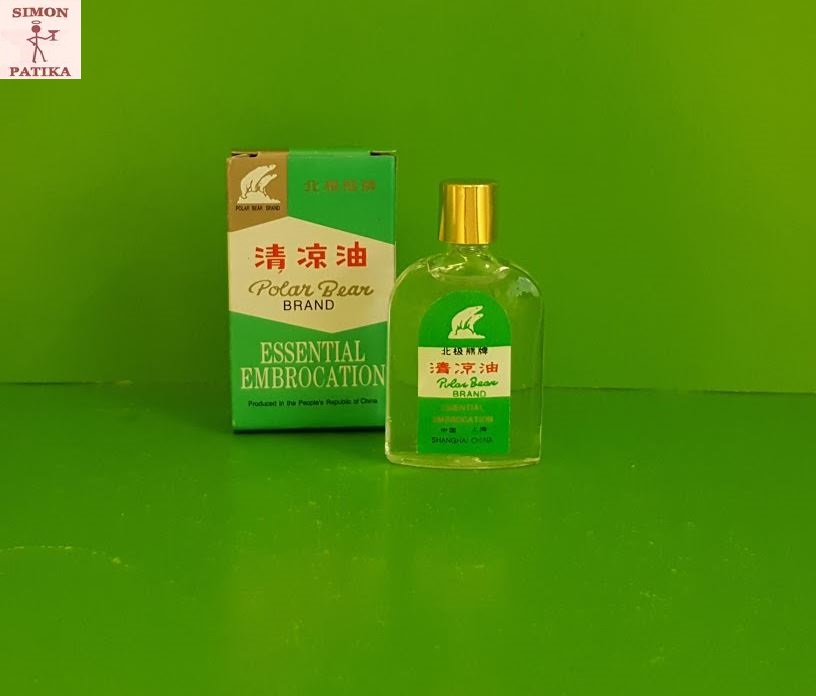 SIMON
PATIKA
POLAR BEAR BRAND
北极熊牌
清凉油
Polar Bear
BRAND
ESSENTIAL
EMBROCATION
Produced in the People's Republic of China
北极熊牌
清凉油
Polar Bear
BRAND
ESSENTIAL
EMBROCATION
中国 上海
SHANGHAI CHINA